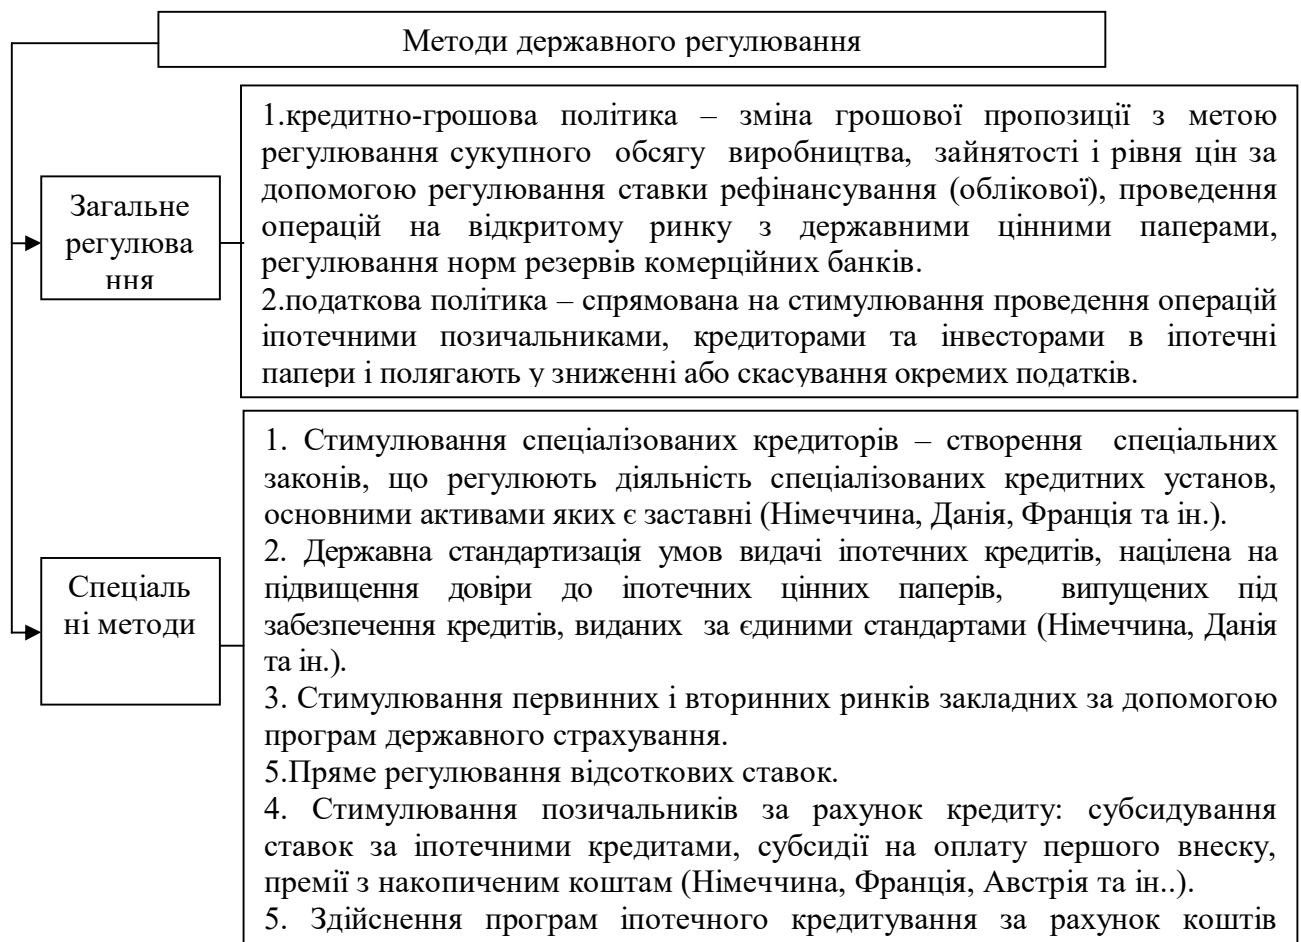 Методи державного регулювання
Загальне
регулюва
ння
1.кредитно-грошова політика – зміна грошової пропозиції з метою
регулювання сукупного обсягу виробництва, зайнятості і рівня цін за
допомогою регулювання ставки рефінансування (облікової), проведення
операцій на відкритому ринку з державними цінними паперами,
регулювання норм резервів комерційних банків.
2.податкова політика – спрямована на стимулювання проведення операцій
іпотечними позичальниками, кредиторами та інвесторами в іпотечні
папери і полягають у зниженні або скасування окремих податків.
Спеціаль
ні методи
1. Стимулювання спеціалізованих кредиторів – створення спеціальних
законів, що регулюють діяльність спеціалізованих кредитних установ,
основними активами яких є заставні (Німеччина, Данія, Франція та ін.).
2. Державна стандартизація умов видачі іпотечних кредитів, націлена на
підвищення довіри до іпотечних цінних паперів, випущених під
забезпечення кредитів, виданих за єдиними стандартами (Німеччина, Данія
та ін.).
3. Стимулювання первинних і вторинних ринків закладних за допомогою
програм державного страхування.
5.Пряме регулювання відсоткових ставок.
4. Стимулювання позичальників за рахунок кредиту: субсидування
ставок за іпотечними кредитами, субсидії на оплату першого внеску,
премії з накопиченим коштам (Німеччина, Франція, Австрія та ін..).
5. Здійснення програм іпотечного кредитування за рахунок коштів